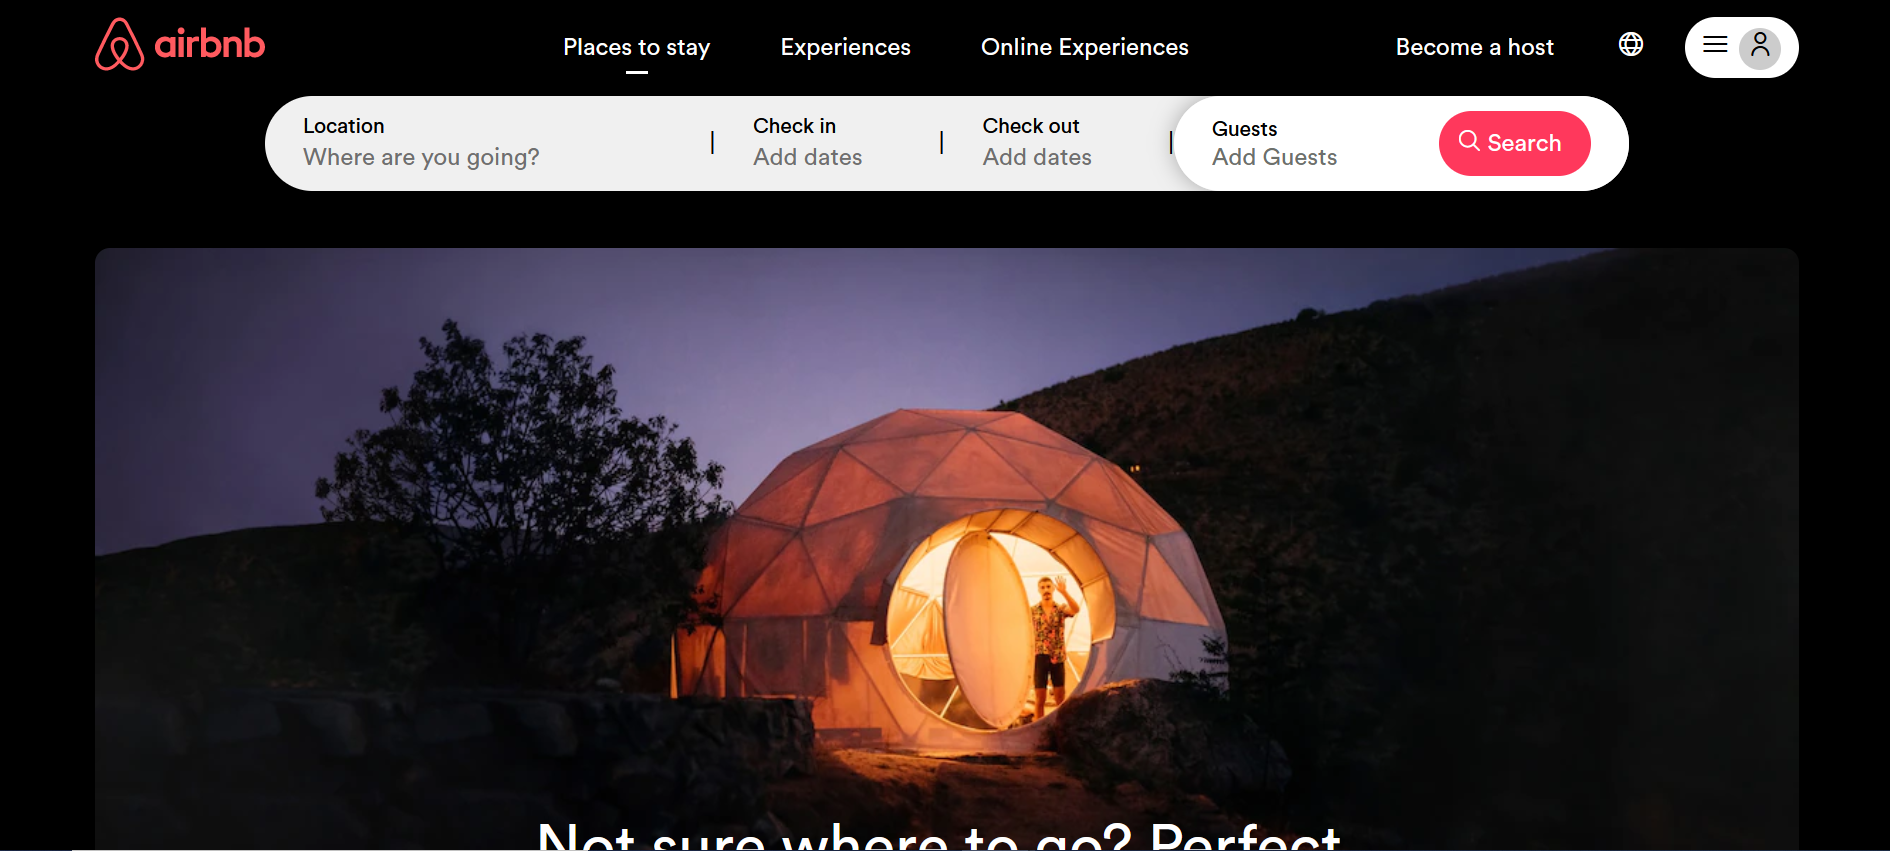 airbnb
Places to stay
Experiences
Online Experiences
Become a host
Location
Where are you going?
Check in
Add dates
Check out
Add dates
Guests
Add Guests
Search
Not sure where to go? Perfect